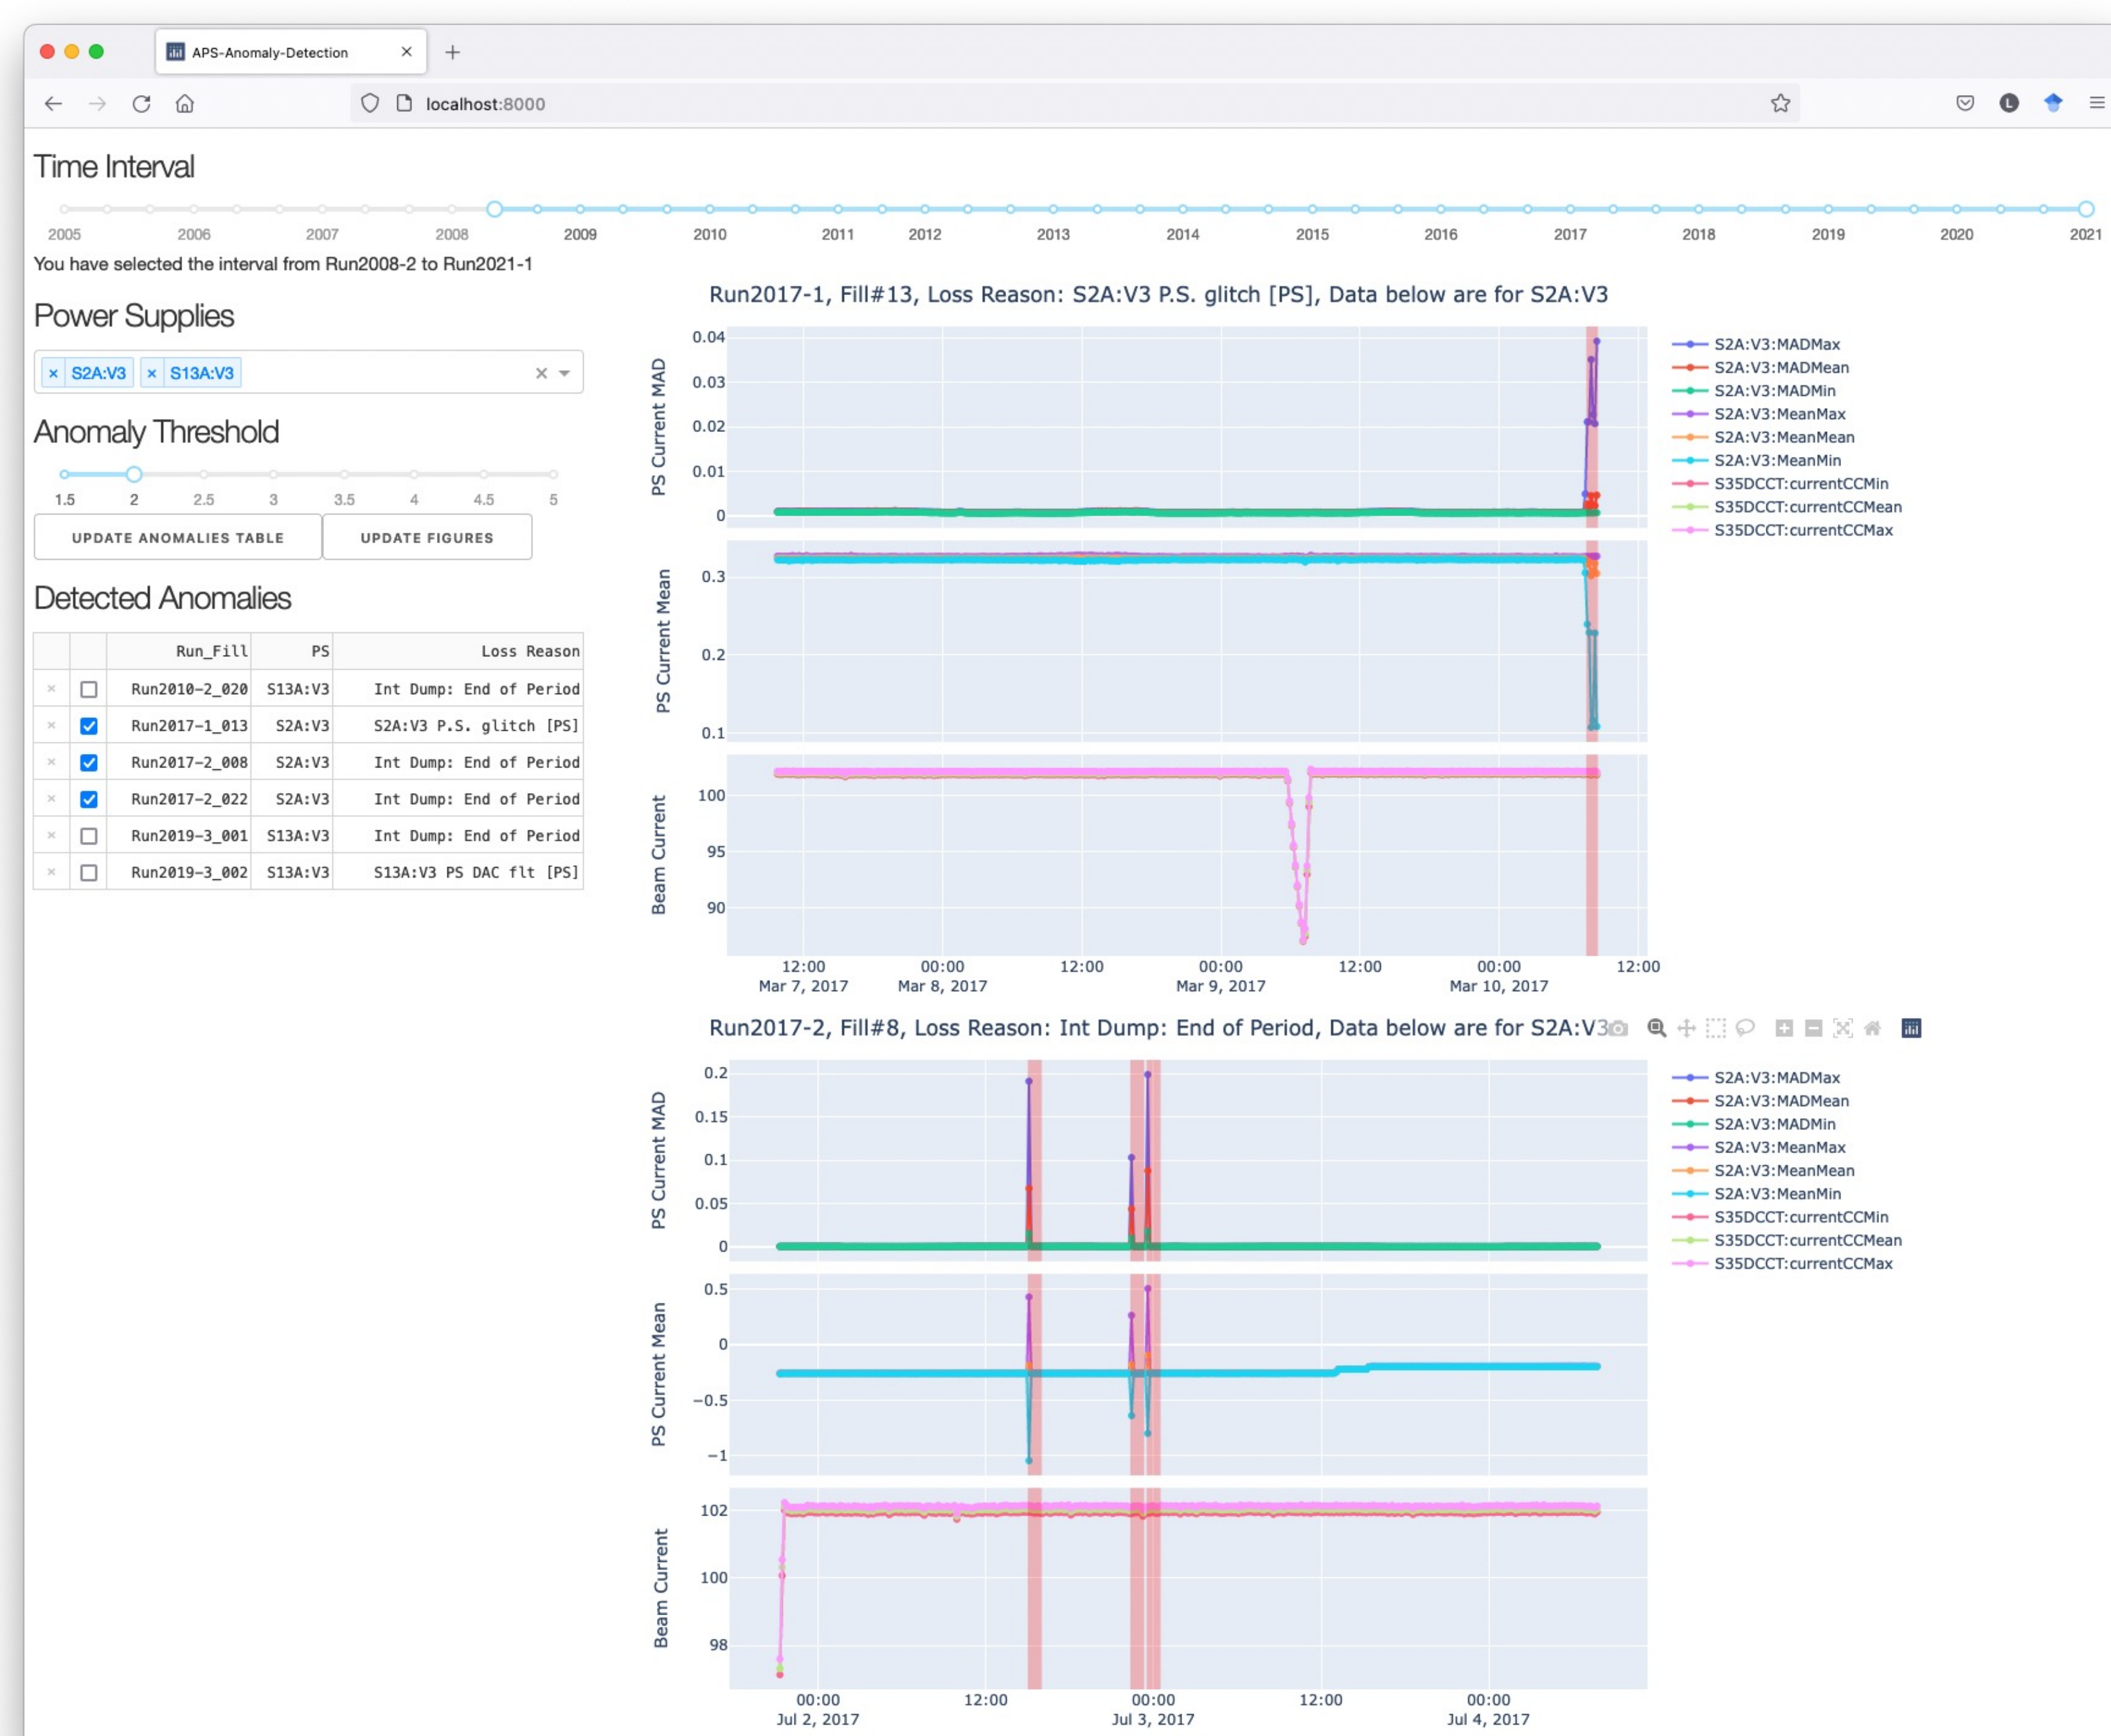 APS-Anomaly-Detection
localhost:8000
L
Time Interval
2005 2006 2007 2008 2009 2010 2011 2012 2013 2014 2015 2016 2017 2018 2019 2020 2021
You have selected the interval from Run2008-2 to Run2021-1
Power Supplies
× S2A:V3 × S13A:V3
Anomaly Threshold
1.5 2 2.5 3 3.5 4 4.5 5
UPDATE ANOMALIES TABLE UPDATE FIGURES
Detected Anomalies
Run_Fill PS Loss Reason
× Run2010-2_020 S13A:V3 Int Dump: End of Period
× Run2017-1_013 S2A:V3 S2A:V3 P.S. glitch [PS]
× Run2017-2_008 S2A:V3 Int Dump: End of Period
× Run2017-2_022 S2A:V3 Int Dump: End of Period
× Run2019-3_001 S13A:V3 Int Dump: End of Period
× Run2019-3_002 S13A:V3 S13A:V3 PS DAC flt [PS]
Run2017-1, Fill#13, Loss Reason: S2A:V3 P.S. glitch [PS], Data below are for S2A:V3
PS Current MAD
0.04
0.03
0.02
0.01
0
PS Current Mean
0.3
0.2
0.1
Beam Current
100
95
90
12:00 00:00 12:00 00:00 12:00 00:00 12:00
Mar 7, 2017 Mar 8, 2017 Mar 9, 2017 Mar 10, 2017
S2A:V3:MADMax
S2A:V3:MADMean
S2A:V3:MADMin
S2A:V3:MeanMax
S2A:V3:MeanMean
S2A:V3:MeanMin
S35DCCT:currentCCMin
S35DCCT:currentCCMean
S35DCCT:currentCCMax
Run2017-2, Fill#8, Loss Reason: Int Dump: End of Period, Data below are for S2A:V3
PS Current MAD
0.2
0.15
0.1
0.05
0
PS Current Mean
0.5
0
−0.5
−1
Beam Current
102
100
98
00:00 12:00 00:00 12:00 00:00
Jul 2, 2017 Jul 3, 2017 Jul 4, 2017
S2A:V3:MADMax
S2A:V3:MADMean
S2A:V3:MADMin
S2A:V3:MeanMax
S2A:V3:MeanMean
S2A:V3:MeanMin
S35DCCT:currentCCMin
S35DCCT:currentCCMean
S35DCCT:currentCCMax